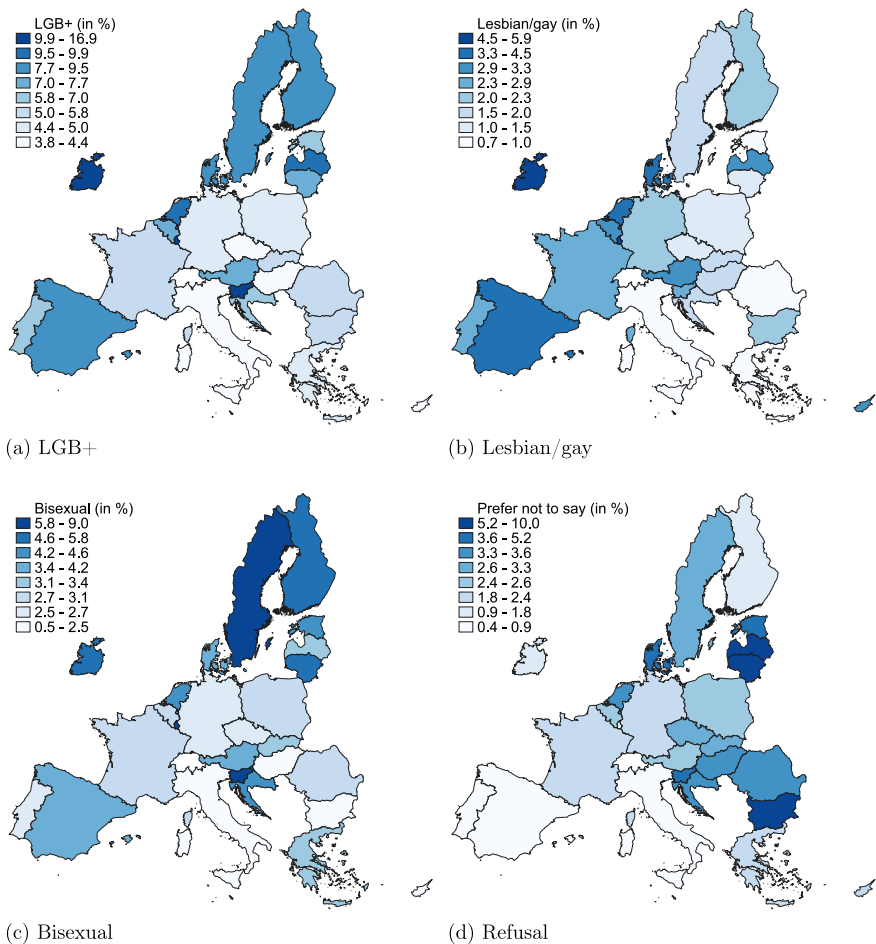 LGB+ (in %)
9.9 - 16.9
9.5 - 9.9
7.7 - 9.5
7.0 - 7.7
5.8 - 7.0
5.0 - 5.8
4.4 - 5.0
3.8 - 4.4
(a) LGB+
Lesbian/gay (in %)
4.5 - 5.9
3.3 - 4.5
2.9 - 3.3
2.3 - 2.9
2.0 - 2.3
1.5 - 2.0
1.0 - 1.5
0.7 - 1.0
(b) Lesbian/gay
Bisexual (in %)
5.8 - 9.0
4.6 - 5.8
4.2 - 4.6
3.4 - 4.2
3.1 - 3.4
2.7 - 3.1
2.5 - 2.7
0.5 - 2.5
(c) Bisexual
Prefer not to say (in %)
5.2 - 10.0
3.6 - 5.2
3.3 - 3.6
2.6 - 3.3
2.4 - 2.6
1.8 - 2.4
0.9 - 1.8
0.4 - 0.9
(d) Refusal